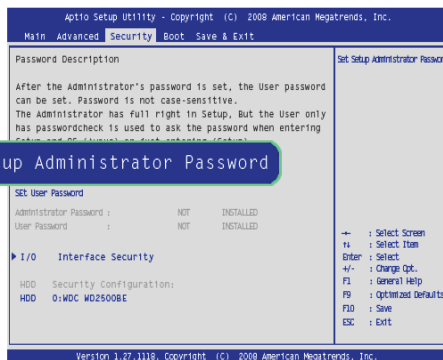 Aptio Setup Utility - Copyright (C) 2008 American Megatrends, Inc.
Main Advanced Security Boot Save & Exit
Password Description
After the Administrator's password is set, the User password
can be set. Password is not case-sensitive.
The Administrator has full right in Setup, But the User only
has passwordcheck is used to ask the password when entering
up Administrator Password
SEt User Password
Administrator Password : NOT INSTALLED
User Password : NOT INSTALLED
I/O Interface Security
HDD Security Configuration:
HDD 0:WDC WD2500BE
Set Setup Administrator Passwor
: Select Screen
: Select Item
Enter : Select
+/- : Change Opt.
F1 : General Help
F9 : Optimized Defaults
F10 : Save
ESC : Exit
Version 1.27.1118, Copyright (C) 2008 American Megatrends, Inc.